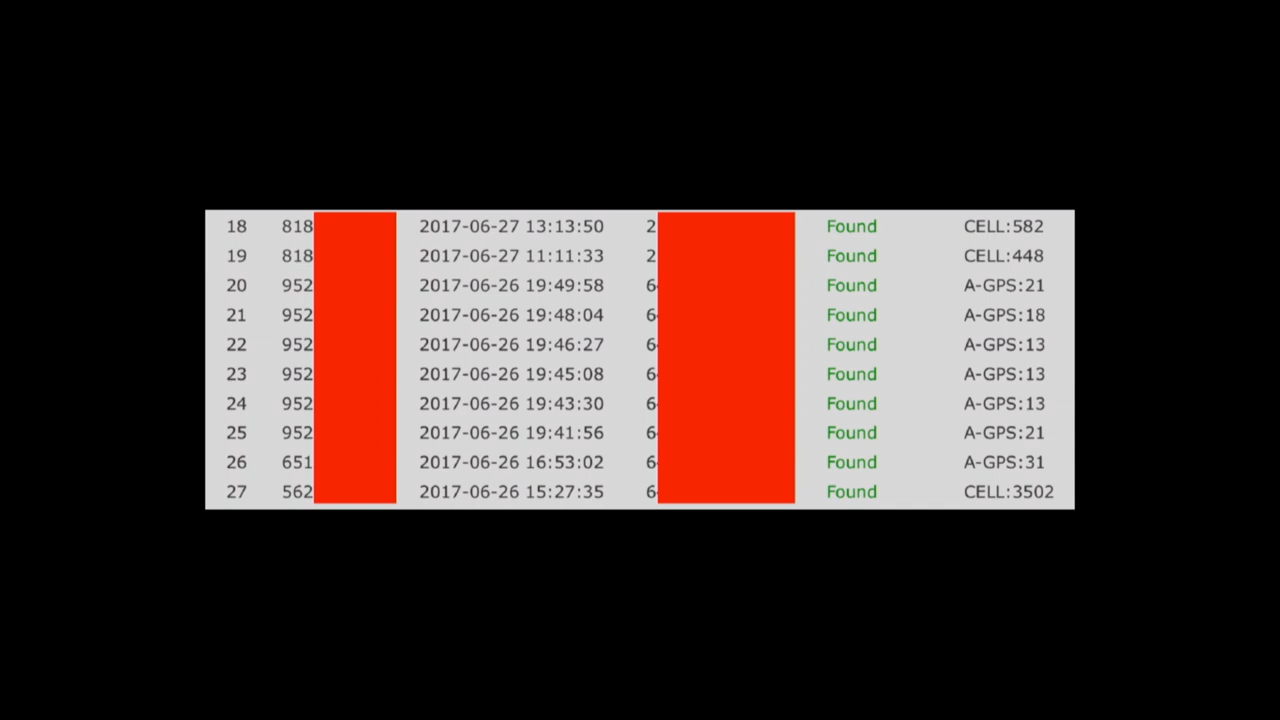 18 818 2017-06-27 13:13:50 2 Found CELL:582
19 818 2017-06-27 11:11:33 2 Found CELL:448
20 952 2017-06-26 19:49:58 6 Found A-GPS:21
21 952 2017-06-26 19:48:04 6 Found A-GPS:18
22 952 2017-06-26 19:46:27 6 Found A-GPS:13
23 952 2017-06-26 19:45:08 6 Found A-GPS:13
24 952 2017-06-26 19:43:30 6 Found A-GPS:13
25 952 2017-06-26 19:41:56 6 Found A-GPS:21
26 651 2017-06-26 16:53:02 6 Found A-GPS:31
27 562 2017-06-26 15:27:35 6 Found CELL:3502